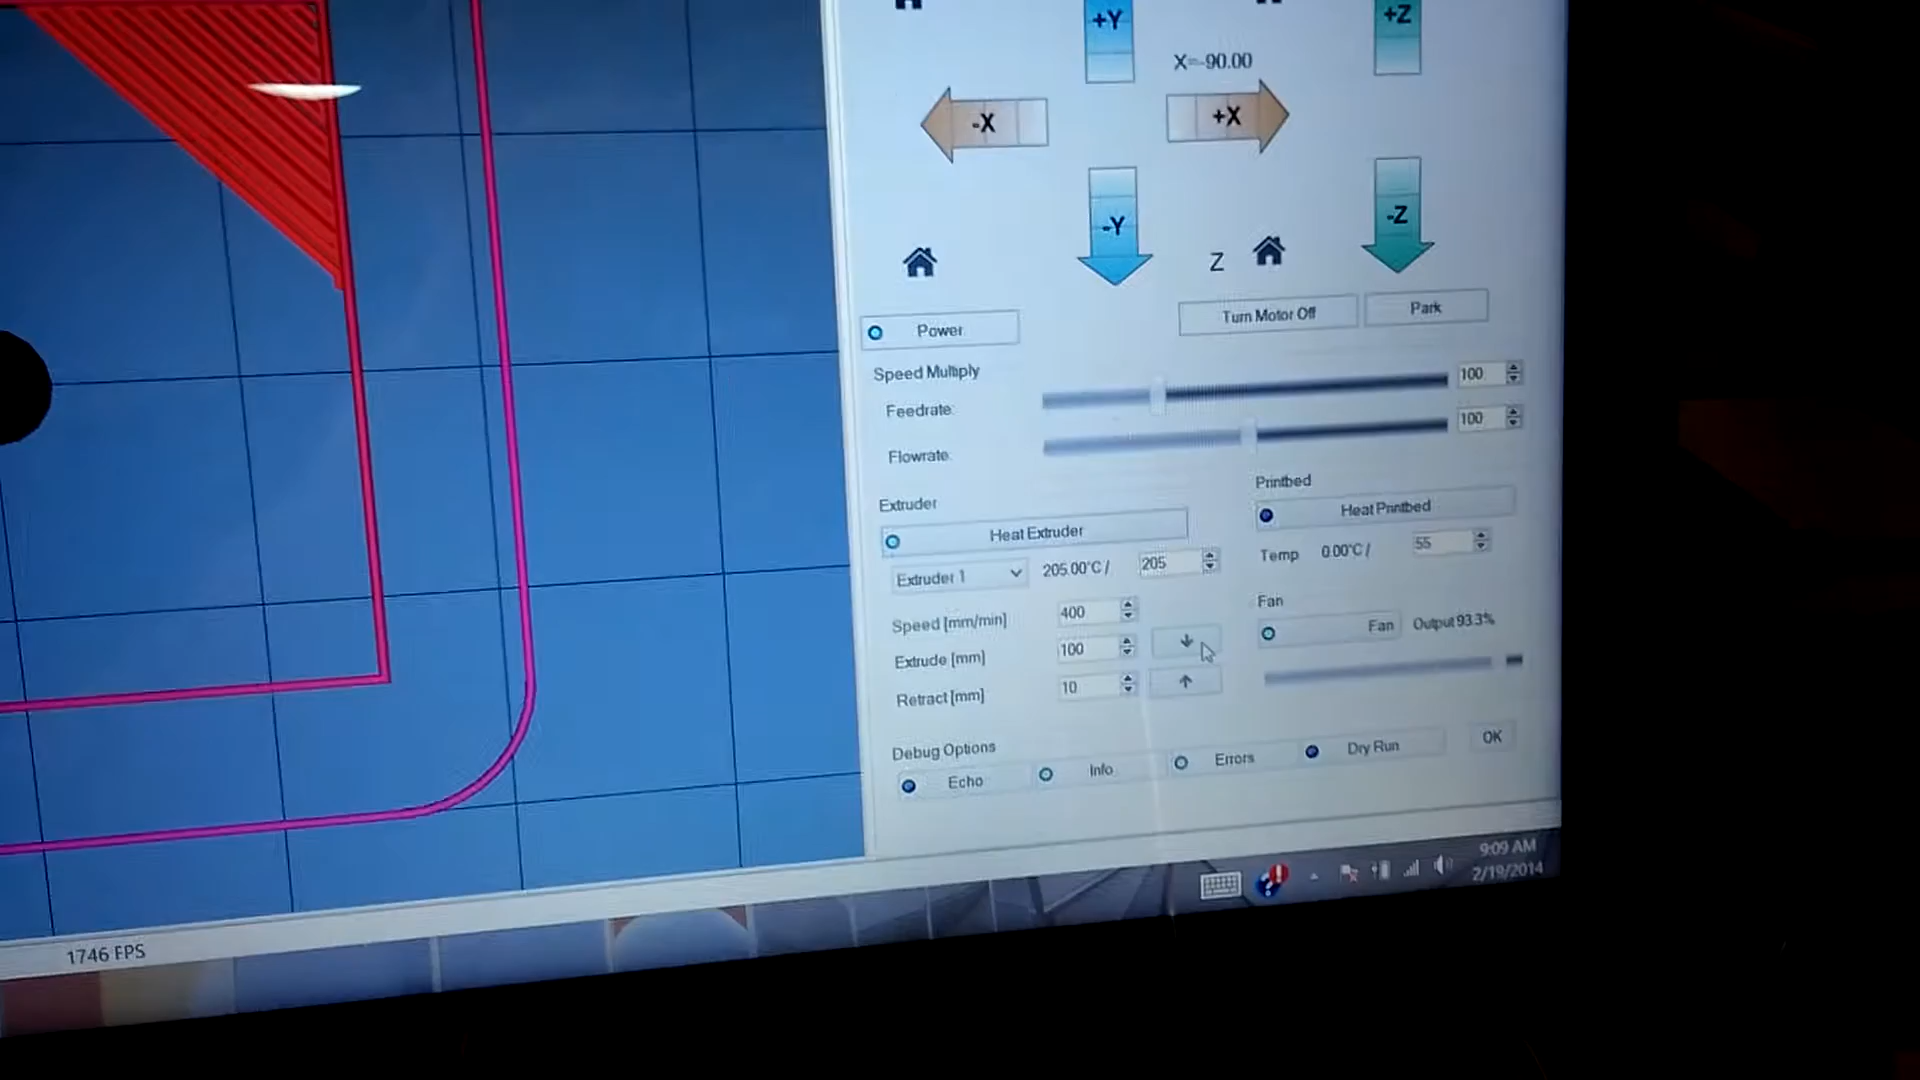 +Y
+Z
X=-90.00
-X
+X
-Y
-Z
Z
Power
Turn Motor Off
Park
Speed Multiply
Feedrate:
100
Flowrate:
100
Extruder
Printbed
Heat Extruder
Heat Printbed
Extruder 1
205.00°C /
205
Temp
0.00°C /
55
Speed [mm/min]
400
Fan
Extrude [mm]
100
Fan
Output 93.3%
Retract [mm]
10
Debug Options
Echo
Info
Errors
Dry Run
OK
9:09 AM
2/19/2014
1746 FPS